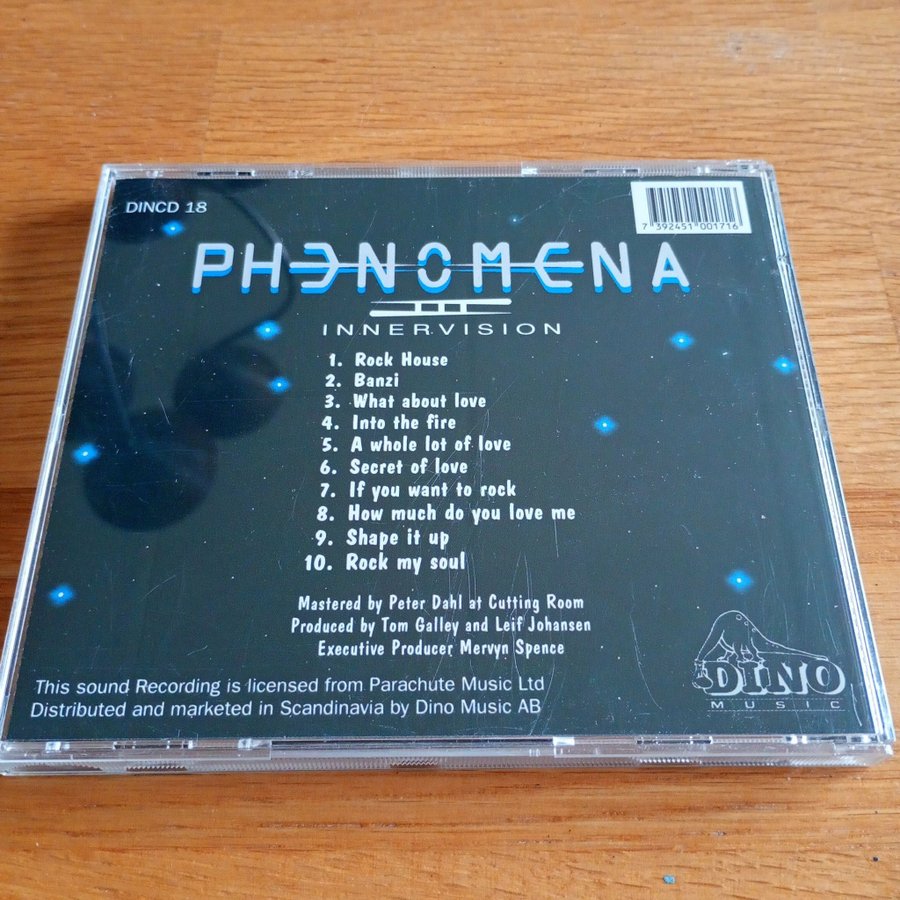 DINCD 18
7 392451 001716
PHENOMENA
III
INNERVISION
1. Rock House
2. Banzi
3. What about love
4. Into the fire
5. A whole lot of love
6. Secret of love
7. If you want to rock
8. How much do you love me
9. Shape it up
10. Rock my soul
Mastered by Peter Dahl at Cutting Room
Produced by Tom Galley and Leif Johansen
Executive Producer Mervyn Spence
This sound Recording is licensed from Parachute Music Ltd
Distributed and marketed in Scandinavia by Dino Music AB
DINO
MUSIC